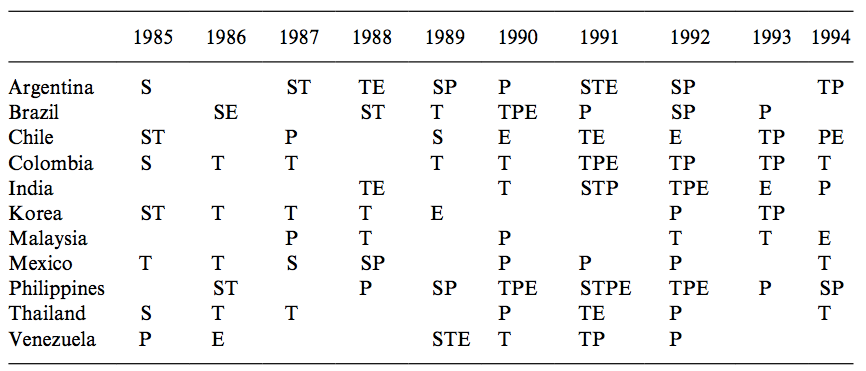 1985 1986 1987 1988 1989 1990 1991 1992 1993 1994
Argentina S ST TE SP P STE SP TP
Brazil SE ST T TPE P SP P
Chile ST P S E TE E TP PE
Colombia S T T T T TPE TP TP T
India TE T STP TPE E P
Korea ST T T T E P TP
Malaysia P T P T T E
Mexico T T S SP P P P T
Philippines ST P SP TPE STPE TPE P SP
Thailand S T T P TE P T
Venezuela P E STE T TP P